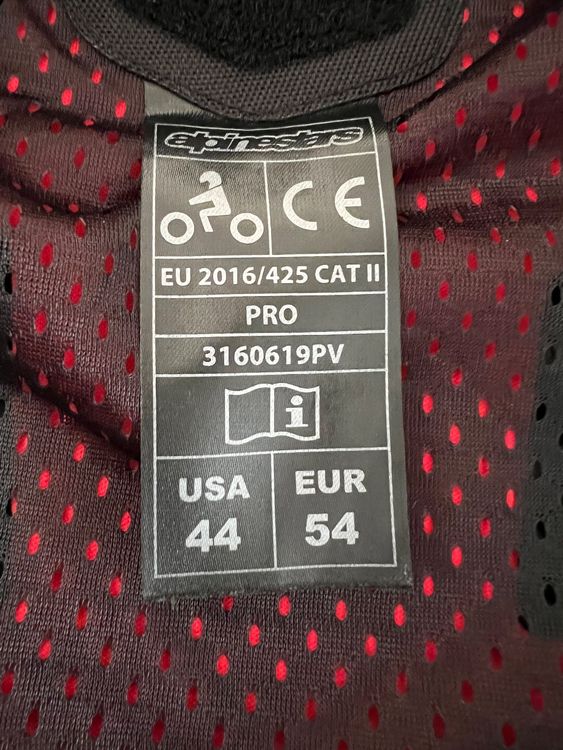 alpinestars
CE
EU 2016/425 CAT II
PRO
3160619PV
i
USA EUR
44 54